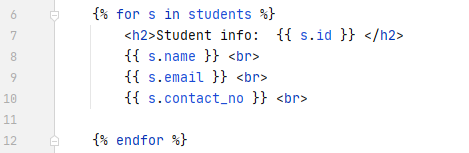 6 {% for s in students %}
7 <h2>Student info:  {{ s.id }} </h2>
8 {{ s.name }} <br>
9 {{ s.email }} <br>
10 {{ s.contact_no }} <br>
11
12 {% endfor %}